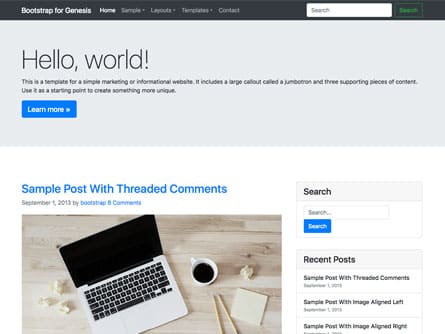 Bootstrap for Genesis Home Sample Layouts Templates Contact Search Search
Hello, world!
This is a template for a simple marketing or informational website. It includes a large callout called a jumbotron and three supporting pieces of content.
Use it as a starting point to create something more unique.
Learn more »
Sample Post With Threaded Comments
September 1, 2013 by bootstrap 8 Comments
Search
Search...
Search
Recent Posts
Sample Post With Threaded Comments
September 1, 2013
Sample Post With Image Aligned Left
September 1, 2013
Sample Post With Image Aligned Right